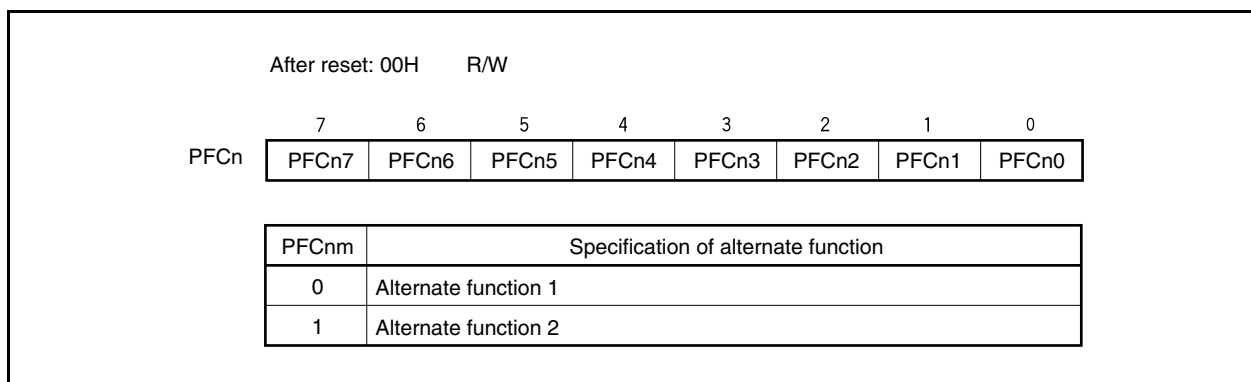 After reset: 00H R/W
7 6 5 4 3 2 1 0
PFCn PFCn7 PFCn6 PFCn5 PFCn4 PFCn3 PFCn2 PFCn1 PFCn0
PFCnm Specification of alternate function
0 Alternate function 1
1 Alternate function 2